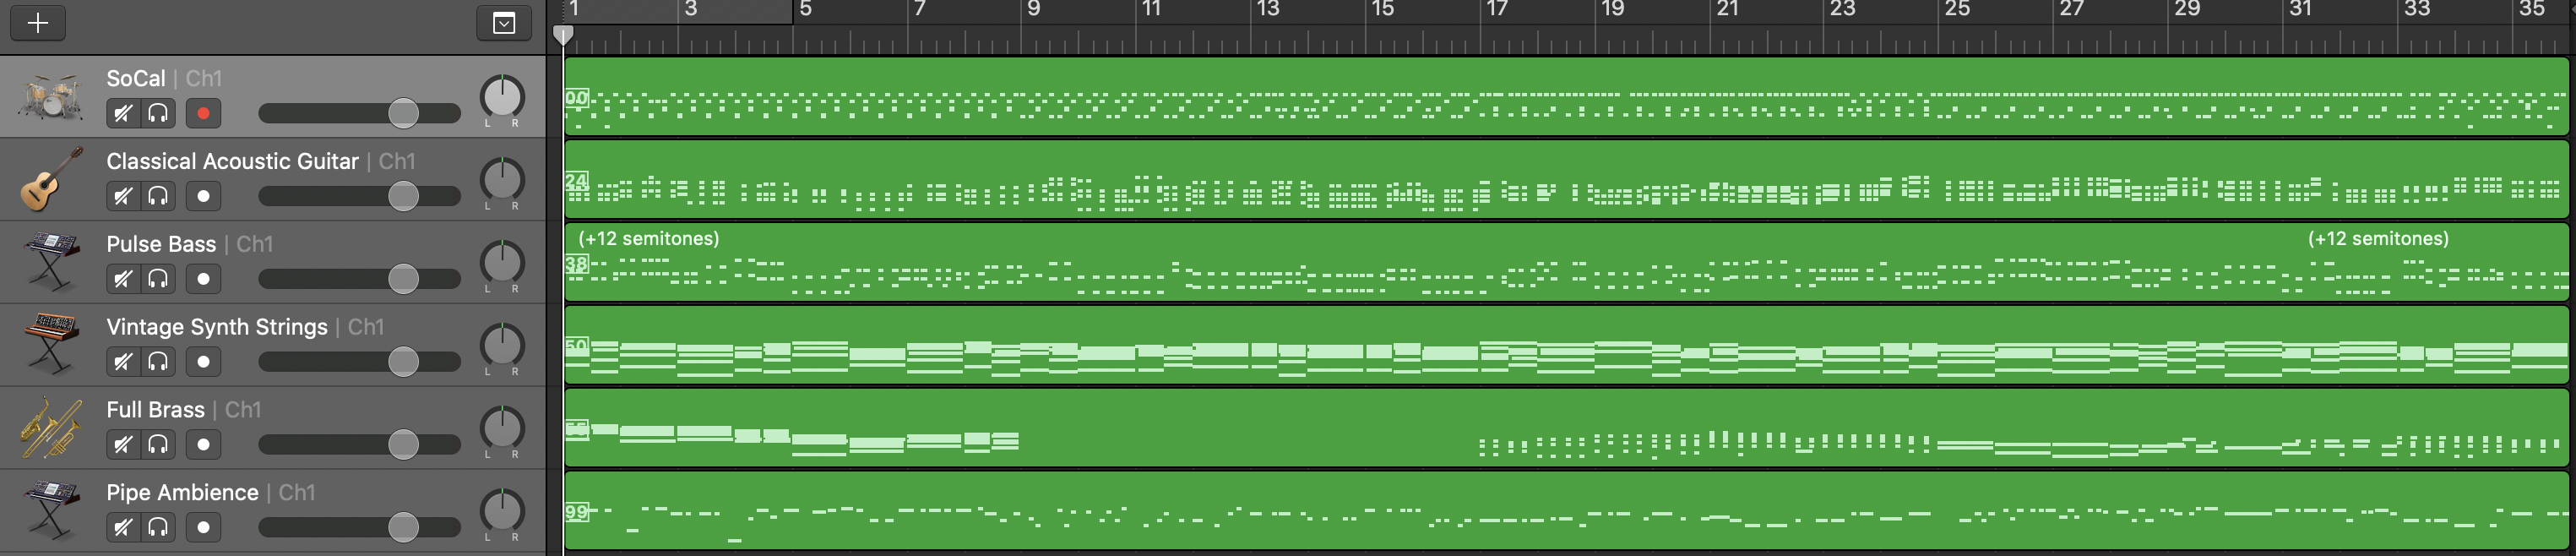 1 3 5 7 9 11 13 15 17 19 21 23 25 27 29 31 33 35
SoCal | Ch1
00
L R
Classical Acoustic Guitar | Ch1
24
L R
Pulse Bass | Ch1
(+12 semitones) (+12 semitones)
38
L R
Vintage Synth Strings | Ch1
50
L R
Full Brass | Ch1
L R
Pipe Ambience | Ch1
99
L R